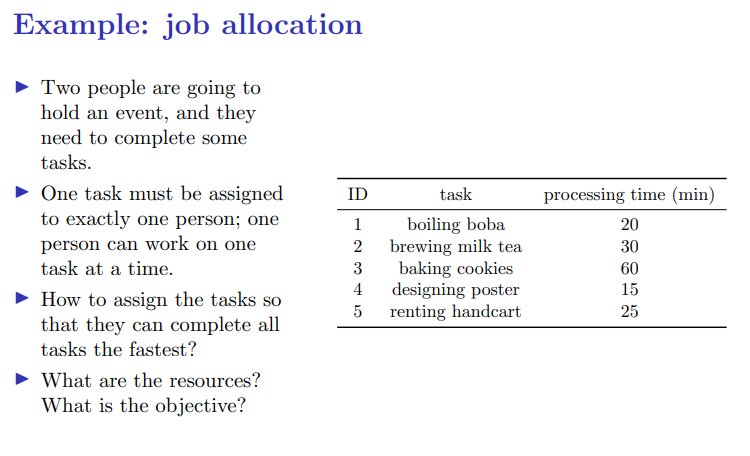 Example: job allocation
▶ Two people are going to
hold an event, and they
need to complete some
tasks.
▶ One task must be assigned
to exactly one person; one
person can work on one
task at a time.
▶ How to assign the tasks so
that they can complete all
tasks the fastest?
▶ What are the resources?
What is the objective?
ID task processing time (min)
1 boiling boba 20
2 brewing milk tea 30
3 baking cookies 60
4 designing poster 15
5 renting handcart 25